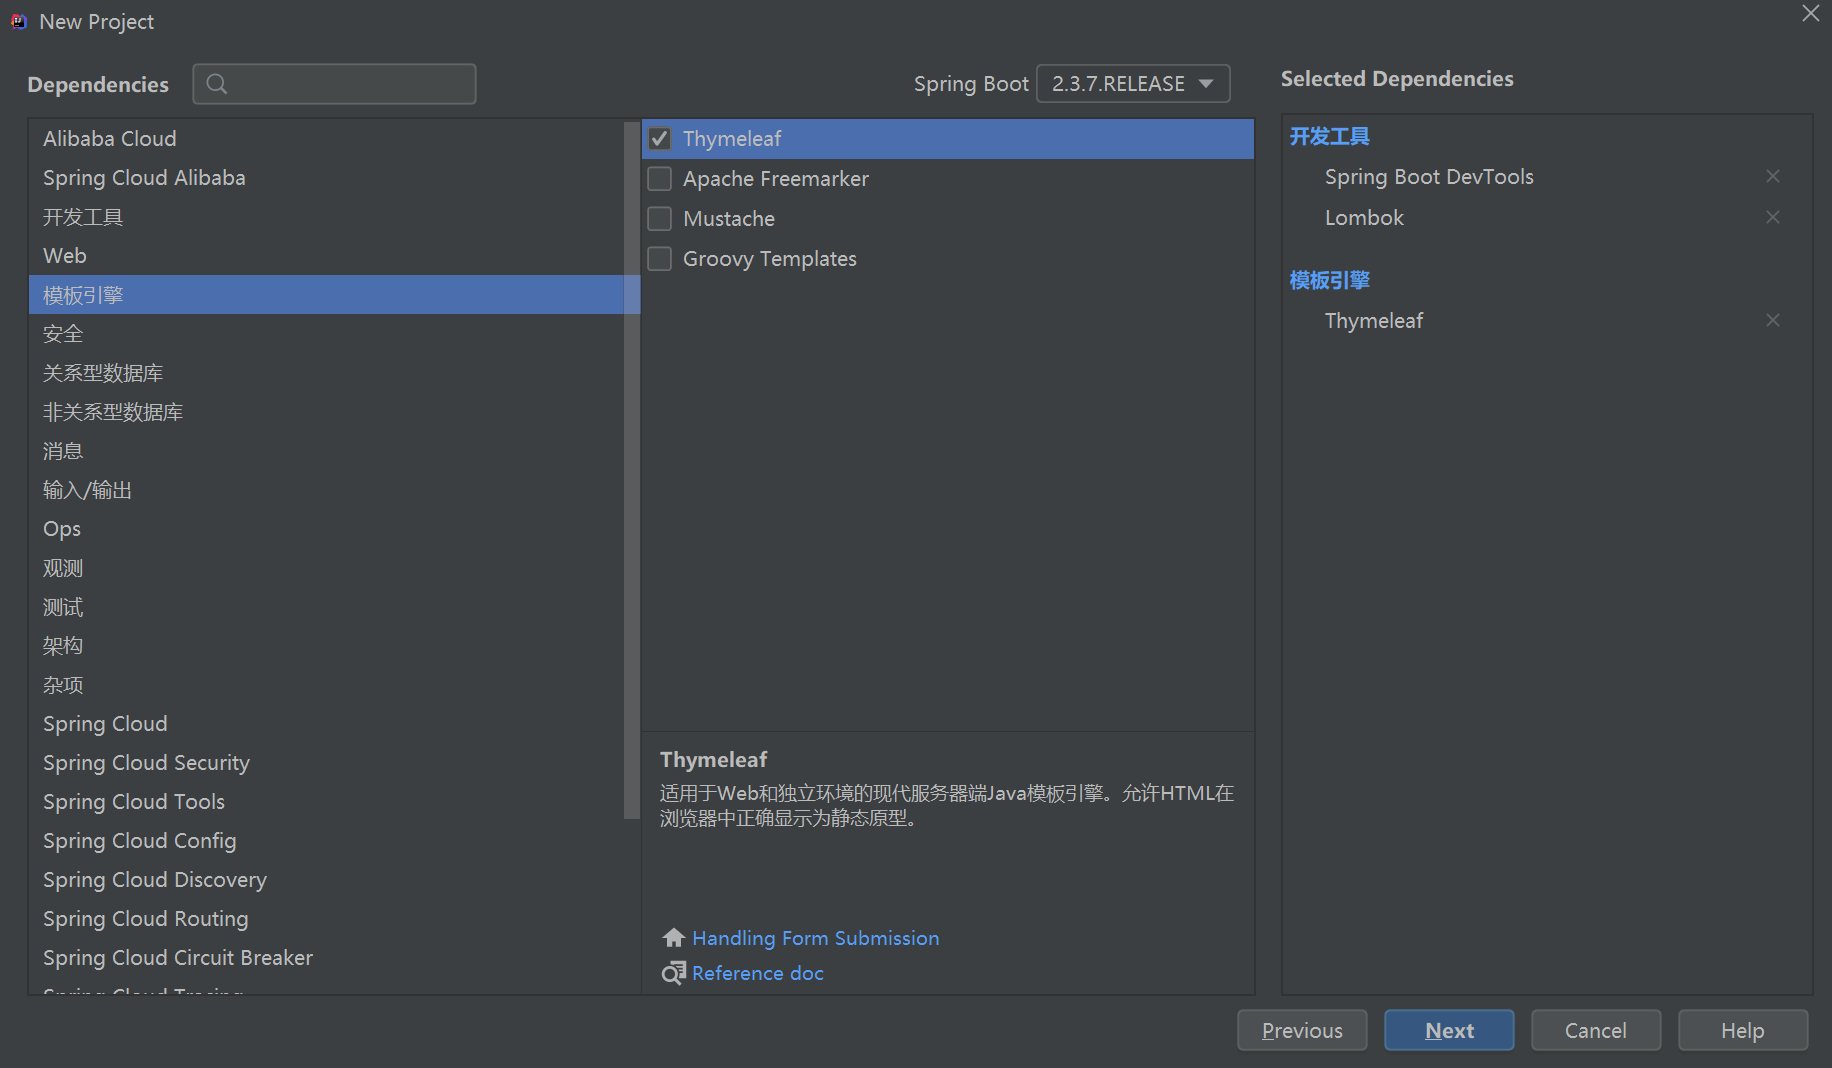 New Project
Dependencies
Spring Boot 2.3.7.RELEASE
Selected Dependencies
Alibaba Cloud
Spring Cloud Alibaba
开发工具
Web
模板引擎
安全
关系型数据库
非关系型数据库
消息
输入/输出
Ops
观测
测试
架构
杂项
Spring Cloud
Spring Cloud Security
Spring Cloud Tools
Spring Cloud Config
Spring Cloud Discovery
Spring Cloud Routing
Spring Cloud Circuit Breaker
Spring Cloud Tracing
Thymeleaf
Apache Freemarker
Mustache
Groovy Templates
Thymeleaf
适用于Web和独立环境的现代服务器端Java模板引擎。允许HTML在
浏览器中正确显示为静态原型。
Handling Form Submission
Reference doc
开发工具
Spring Boot DevTools
Lombok
模板引擎
Thymeleaf
Previous
Next
Cancel
Help